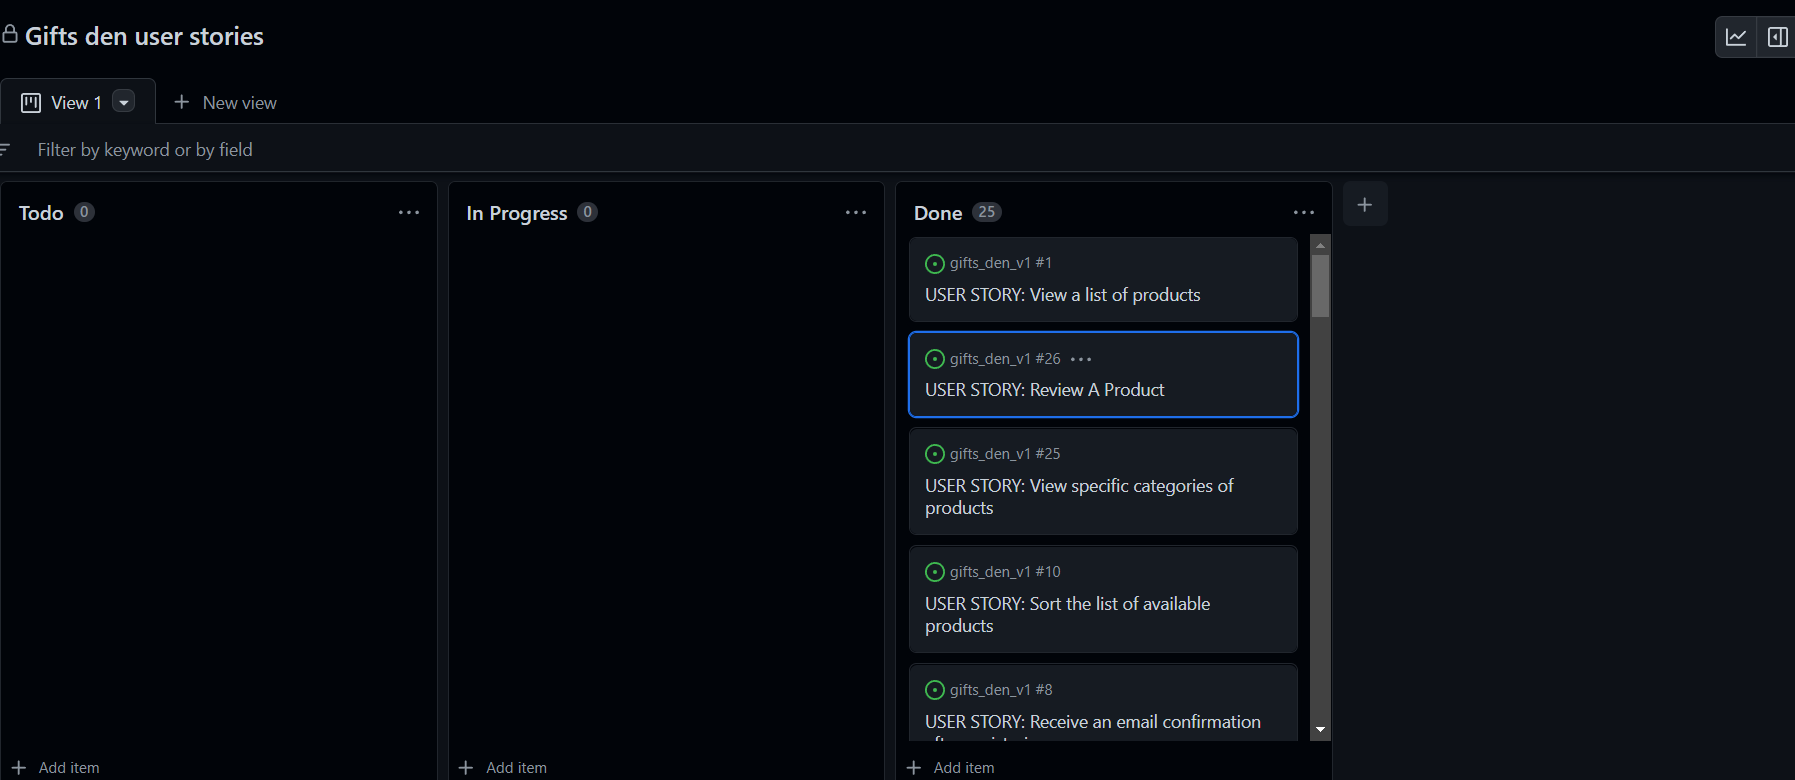 Gifts den user stories
View 1
New view
Filter by keyword or by field
Todo 0
In Progress 0
Done 25
gifts_den_v1 #1
USER STORY: View a list of products
gifts_den_v1 #26
USER STORY: Review A Product
gifts_den_v1 #25
USER STORY: View specific categories of
products
gifts_den_v1 #10
USER STORY: Sort the list of available
products
gifts_den_v1 #8
USER STORY: Receive an email confirmation
Add item
Add item
Add item